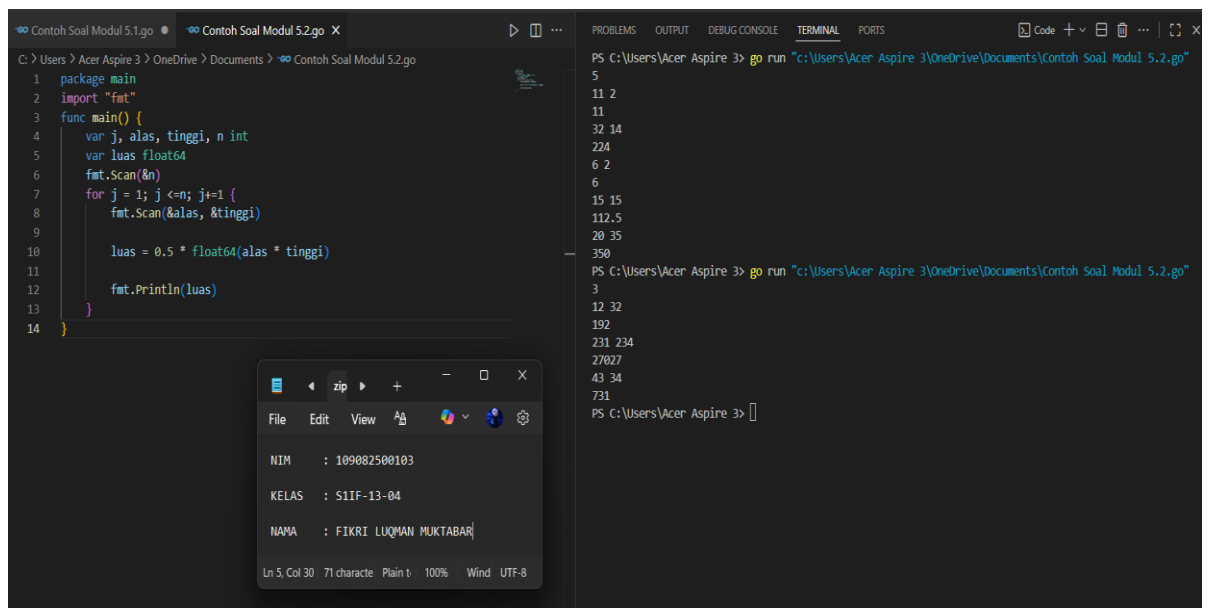 Contoh Soal Modul 5.1.go
Contoh Soal Modul 5.2.go
C: > Users > Acer Aspire 3 > OneDrive > Documents > Contoh Soal Modul 5.2.go
1 package main
2 import "fmt"
3 func main() {
4 var j, alas, tinggi, n int
5 var luas float64
6 fmt.Scan(&n)
7 for j = 1; j <=n; j+=1 {
8 fmt.Scan(&alas, &tinggi)
9
10 luas = 0.5 * float64(alas * tinggi)
11
12 fmt.Println(luas)
13 }
14 }
PROBLEMS OUTPUT DEBUG CONSOLE TERMINAL PORTS
Code
PS C:\Users\Acer Aspire 3> go run "c:\Users\Acer Aspire 3\OneDrive\Documents\Contoh Soal Modul 5.2.go"
5
11 2
11
32 14
224
6 2
6
15 15
112.5
20 35
350
PS C:\Users\Acer Aspire 3> go run "c:\Users\Acer Aspire 3\OneDrive\Documents\Contoh Soal Modul 5.2.go"
3
12 32
192
231 234
27027
43 34
731
PS C:\Users\Acer Aspire 3>
zip
File Edit View
NIM : 109082500103
KELAS : S1IF-13-04
NAMA : FIKRI LUQMAN MUKTABAR
Ln 5, Col 30 71 characte Plain t 100% Wind UTF-8